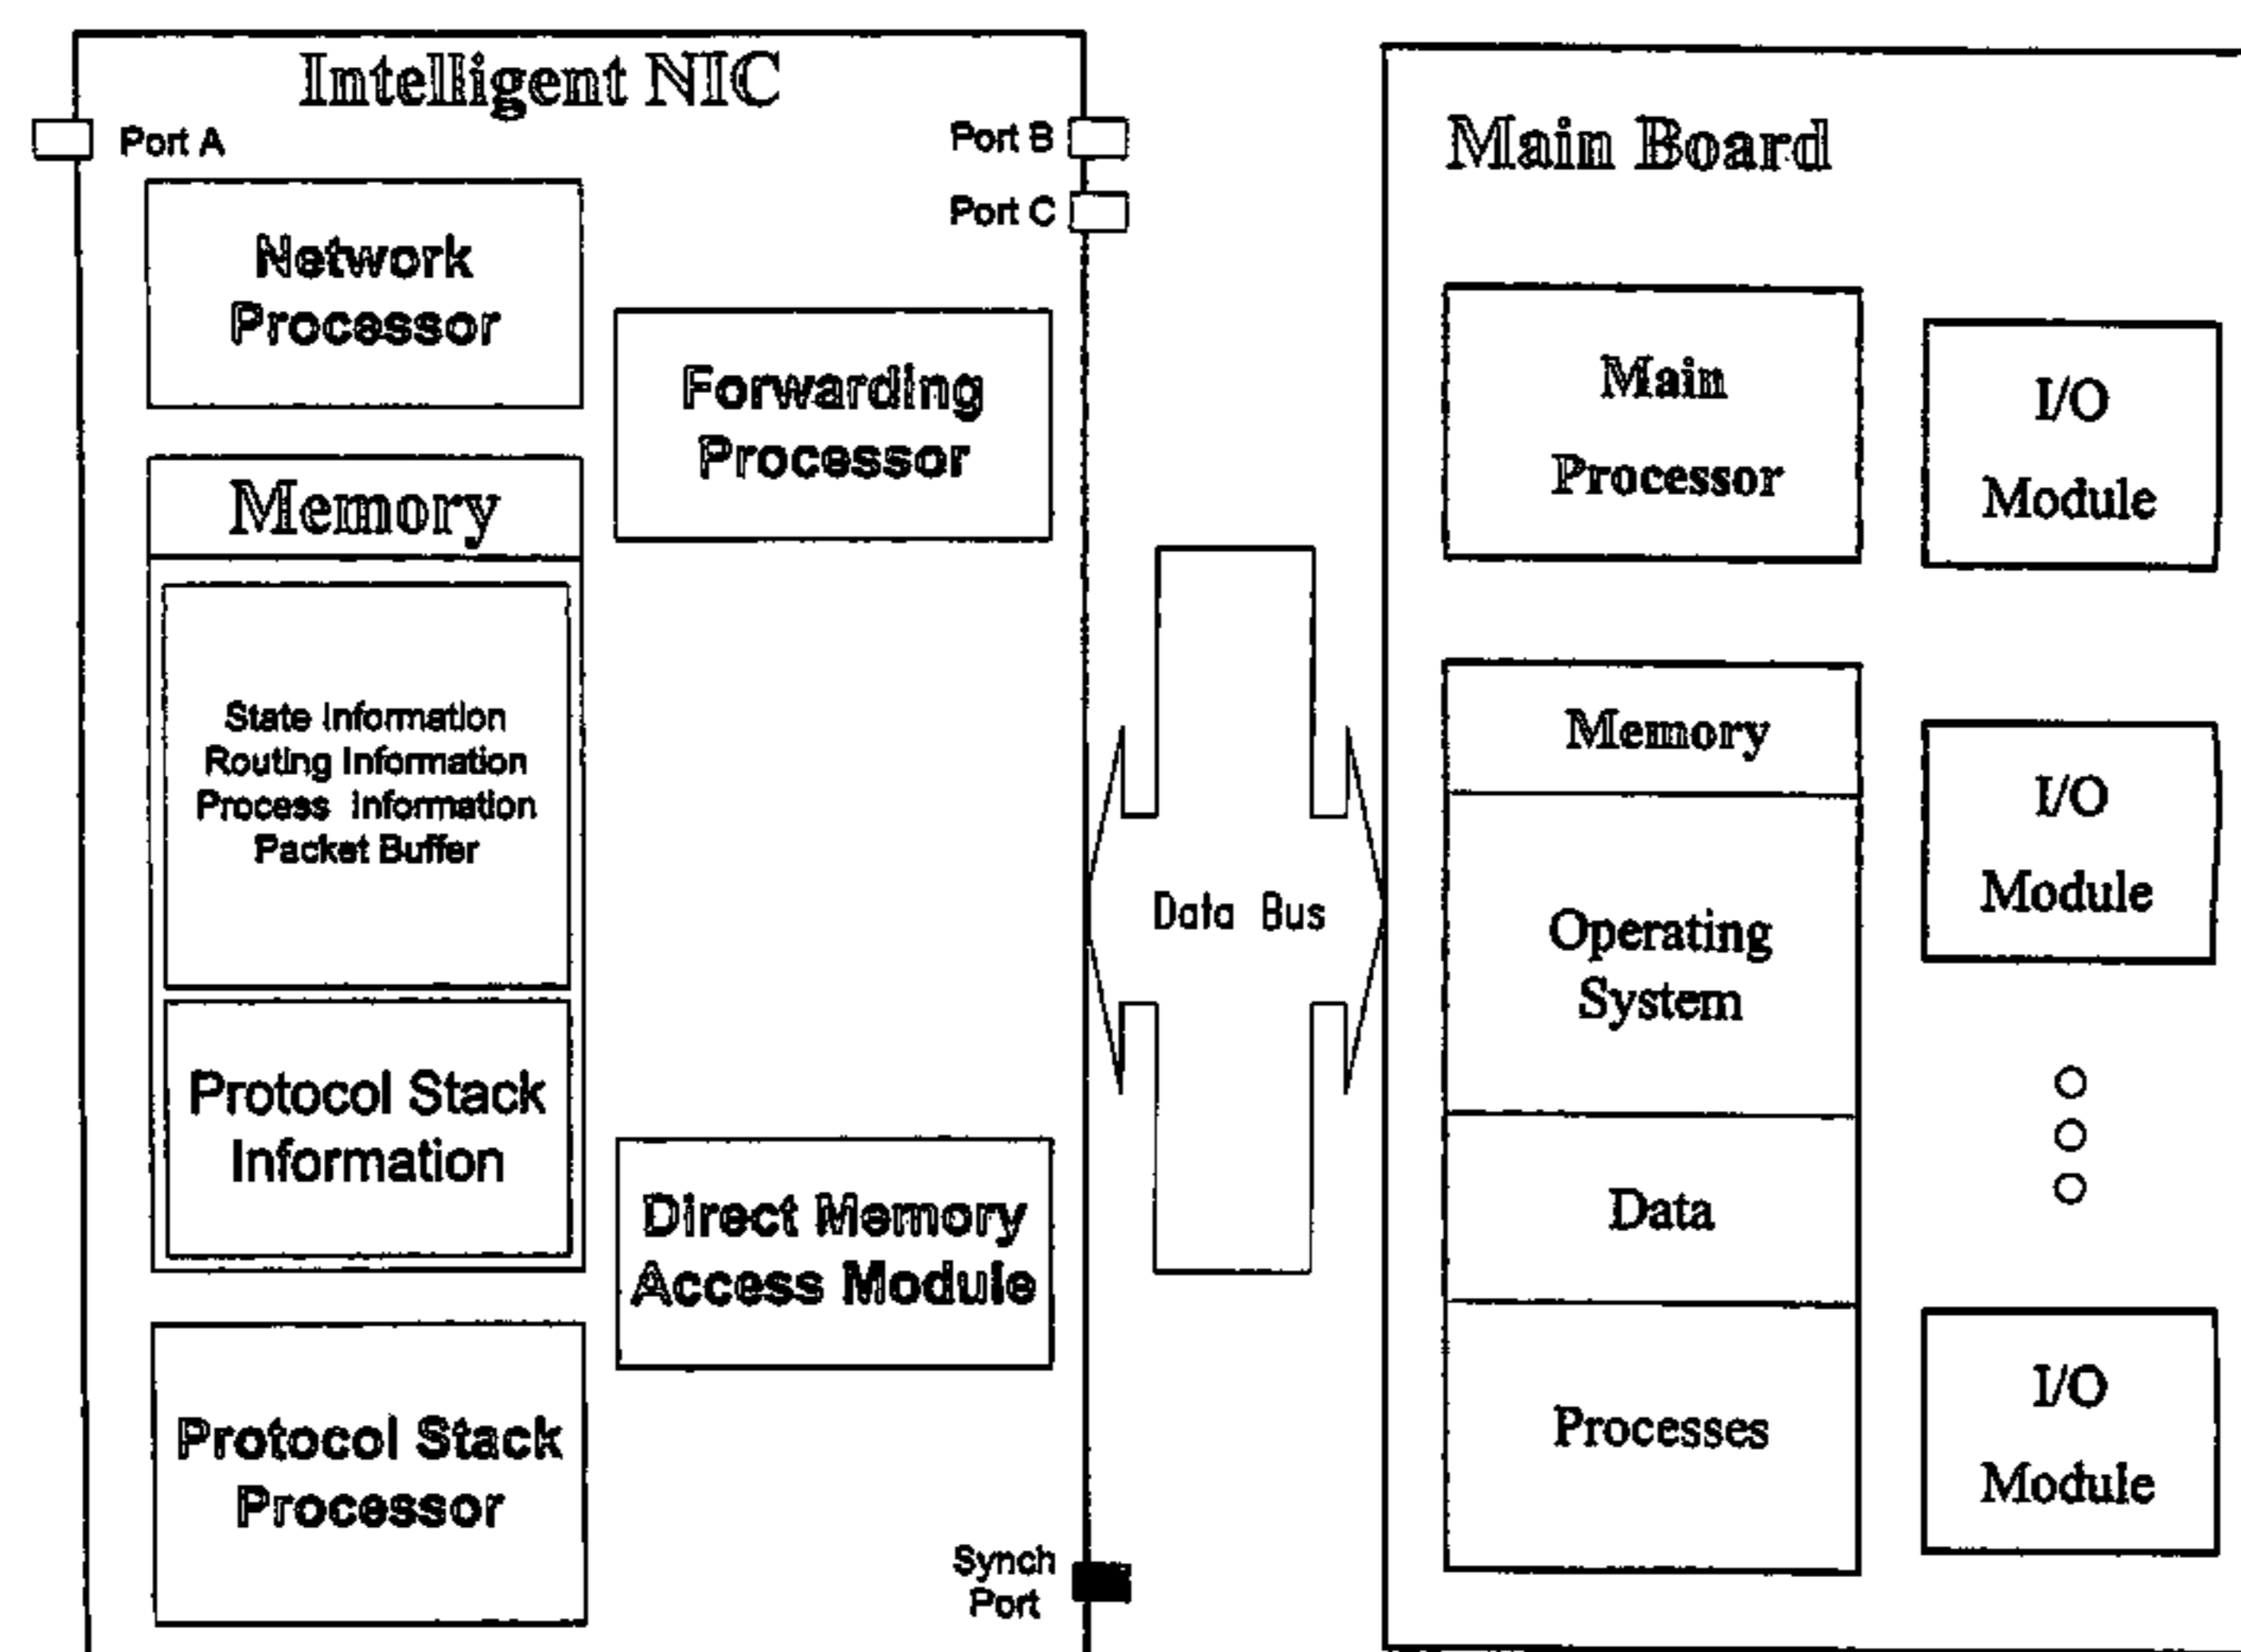 Intelligent NIC
Port A
Port B
Port C
Network
Processor
Forwarding
Processor
Memory
State Information
Routing Information
Process Information
Packet Buffer
Protocol Stack
Information
Direct Memory
Access Module
Protocol Stack
Processor
Synch
Port
Data Bus
Main Board
Main
Processor
I/O
Module
Memory
Operating
System
Data
Processes
I/O
Module
I/O
Module